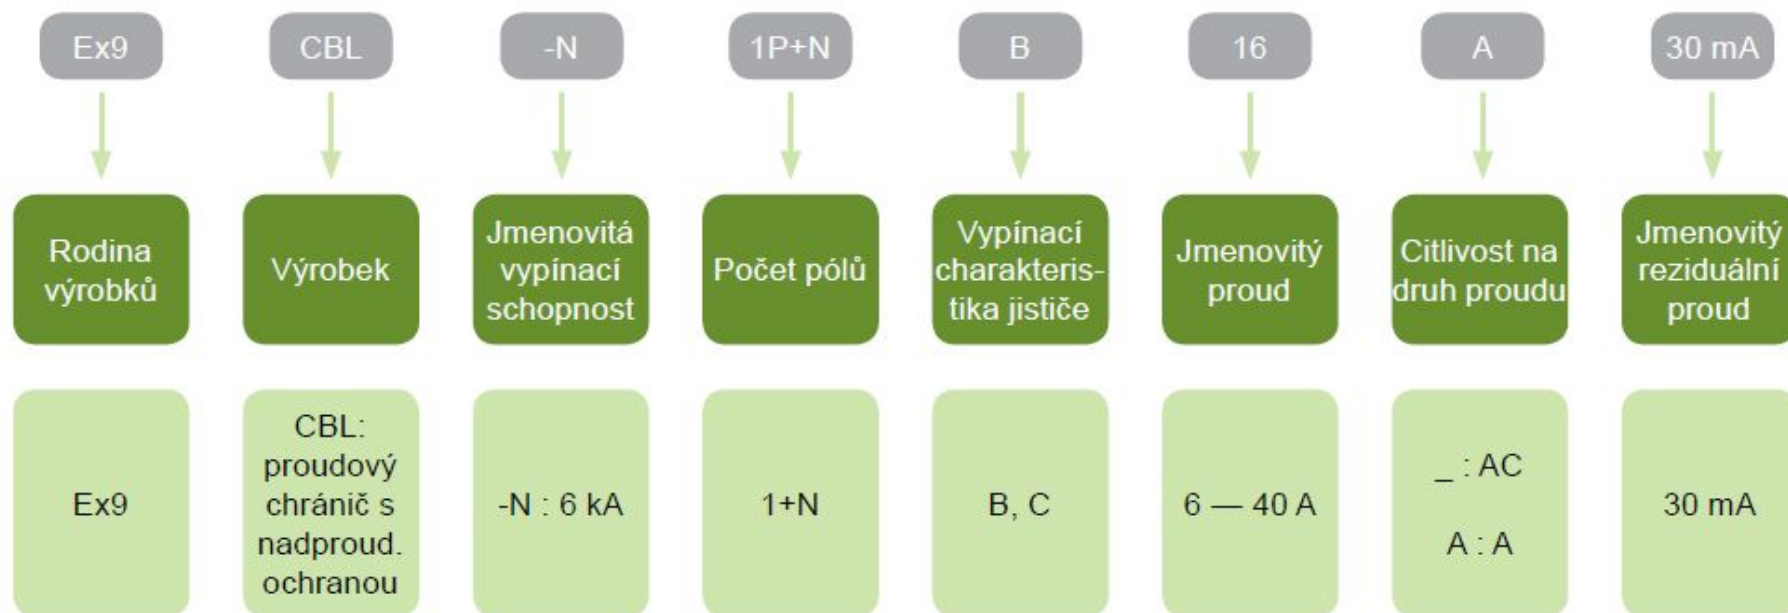 Ex9
CBL
-N
1P+N
B
16
A
30 mA
Rodina
výrobků
Výrobek
Jmenovitá
vypínací
schopnost
Počet pólů
Vypínací
charakteris-
tika jističe
Jmenovitý
proud
Citlivost na
druh proudu
Jmenovitý
reziduální
proud
Ex9
CBL:
proudový
chránič s
nadproud.
ochranou
-N : 6 kA
1+N
B, C
6 — 40 A
_ : AC
A : A
30 mA